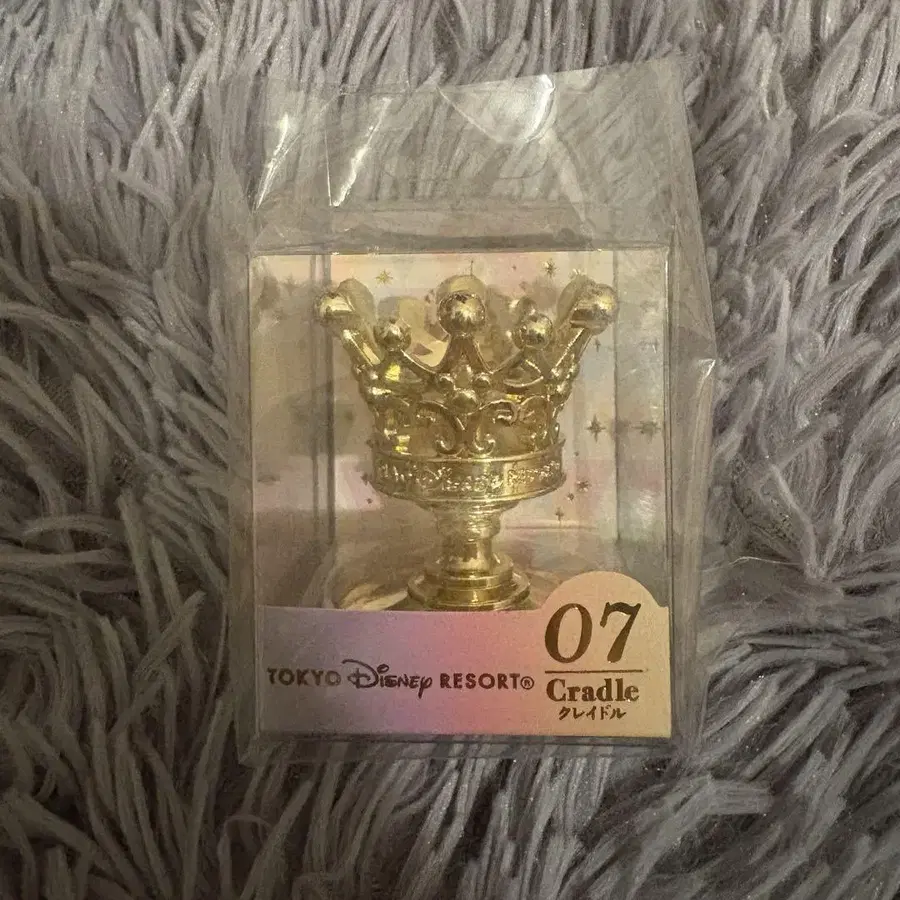 07
TOKYO Disney RESORT®
Cradle
クレイドル